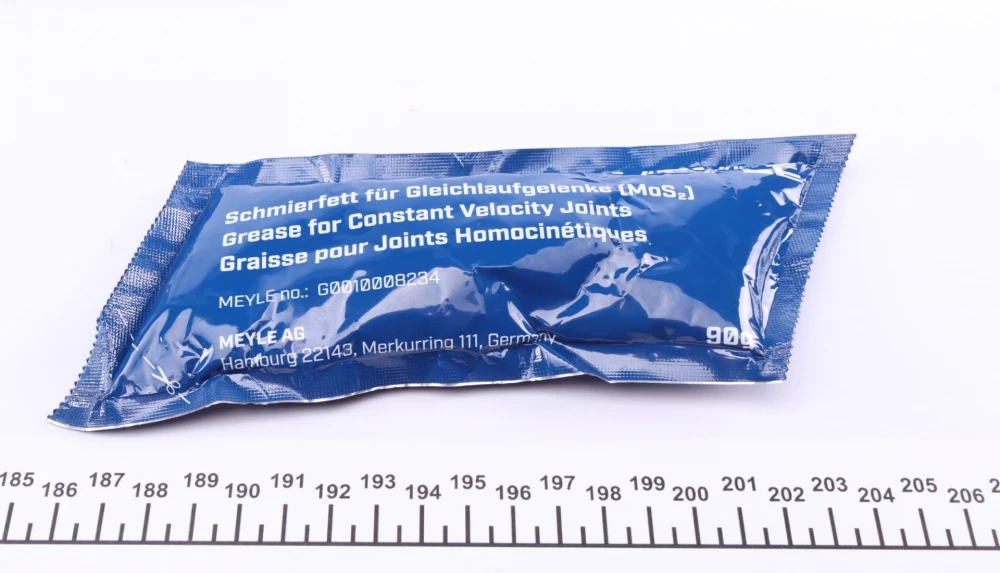 Schmierfett für Gleichlaufgelenke (MoS₂)
Grease for Constant Velocity Joints
Graisse pour Joints Homocinétiques
MEYLE no.: G0010008234
MEYLE AG
Hamburg 22143, Merkurring 111, Germany
90g
185 186 187 188 189 190 191 192 193 194 195 196 197 198 199 200 201 202 203 204 205 206